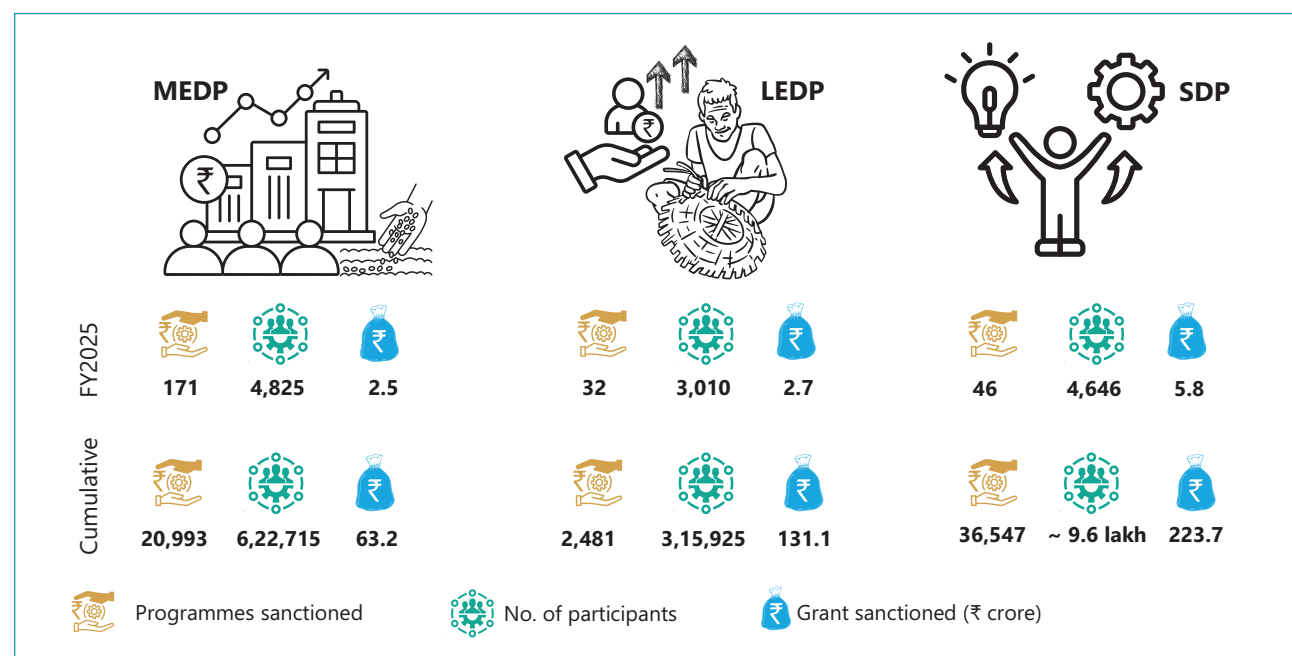 MEDP
LEDP
SDP
FY2025
171 4,825 2.5
32 3,010 2.7
46 4,646 5.8
Cumulative
20,993 6,22,715 63.2
2,481 3,15,925 131.1
36,547 ~ 9.6 lakh 223.7
₹ Programmes sanctioned
No. of participants
₹ Grant sanctioned (₹ crore)